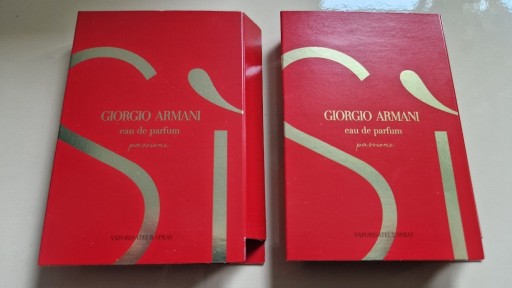 Sì
GIORGIO ARMANI
eau de parfum
passione
VAPORISATEUR SPRAY
Sì
GIORGIO ARMANI
eau de parfum
passione
VAPORISATEUR SPRAY